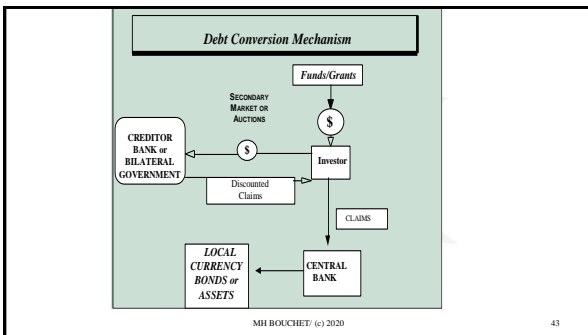 Debt Conversion Mechanism
Funds/Grants
SECONDARY
MARKET OR
AUCTIONS
$
CREDITOR
BANK or
BILATERAL
GOVERNMENT
$
Investor
Discounted
Claims
CLAIMS
LOCAL
CURRENCY
BONDS or
ASSETS
CENTRAL
BANK
MH BOUCHET/ (c) 2020
43